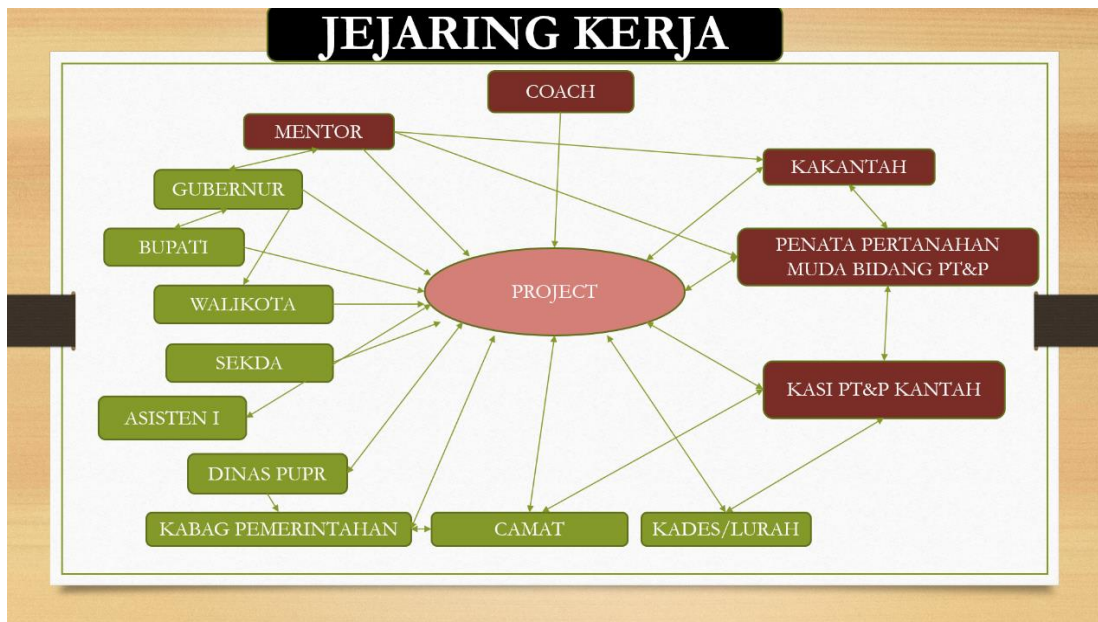 JEJARING KERJA
COACH
MENTOR
KAKANTAH
GUBERNUR
BUPATI
PENATA PERTANAHAN
MUDA BIDANG PT&P
PROJECT
WALIKOTA
SEKDA
KASI PT&P KANTAH
ASISTEN I
DINAS PUPR
KABAG PEMERINTAHAN
CAMAT
KADES/LURAH